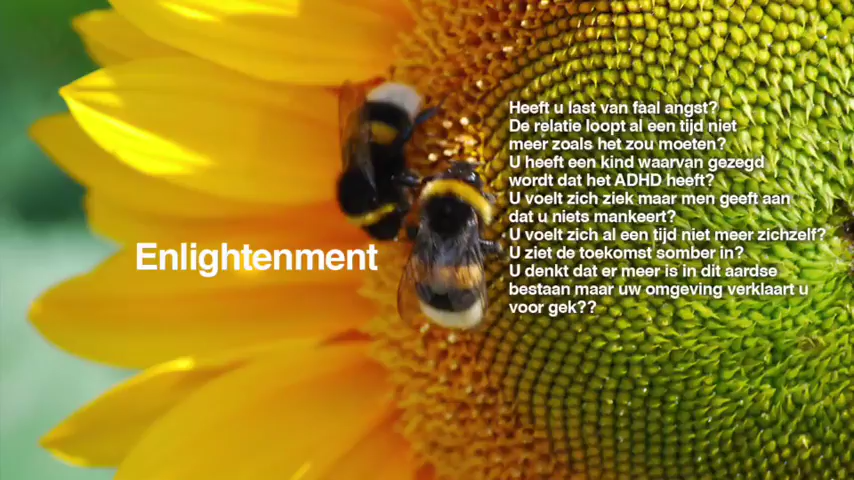 Enlightenment
Heeft u last van faal angst?
De relatie loopt al een tijd niet
meer zoals het zou moeten?
U heeft een kind waarvan gezegd
wordt dat het ADHD heeft?
U voelt zich ziek maar men geeft aan
dat u niets mankeert?
U voelt zich al een tijd niet meer zichzelf?
U ziet de toekomst somber in?
U denkt dat er meer is in dit aardse
bestaan maar uw omgeving verklaart u
voor gek??